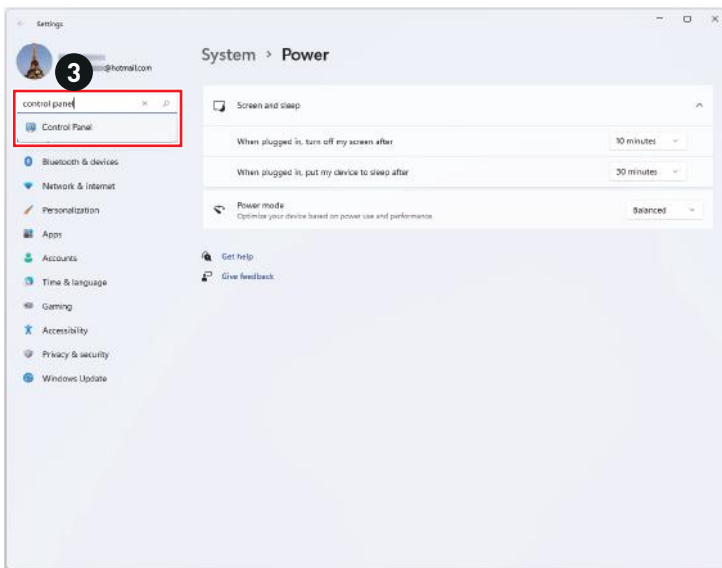 Settings
System > Power
3
@hotmail.com
control panel
Control Panel
Bluetooth & devices
Network & internet
Personalization
Apps
Accounts
Time & language
Gaming
Accessibility
Privacy & security
Windows Update
Screen and sleep
When plugged in, turn off my screen after
10 minutes
When plugged in, put my device to sleep after
30 minutes
Power mode
Optimize your device based on power use and performance
Balanced
Get help
Give feedback